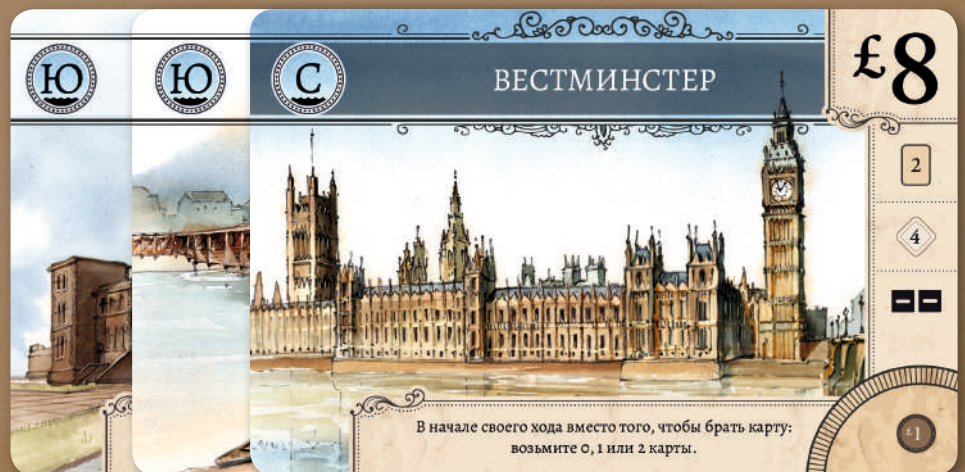 Ю
Ю
С
ВЕСТМИНСТЕР
£8
2
4
В начале своего хода вместо того, чтобы брать карту:
возьмите 0, 1 или 2 карты.
£1